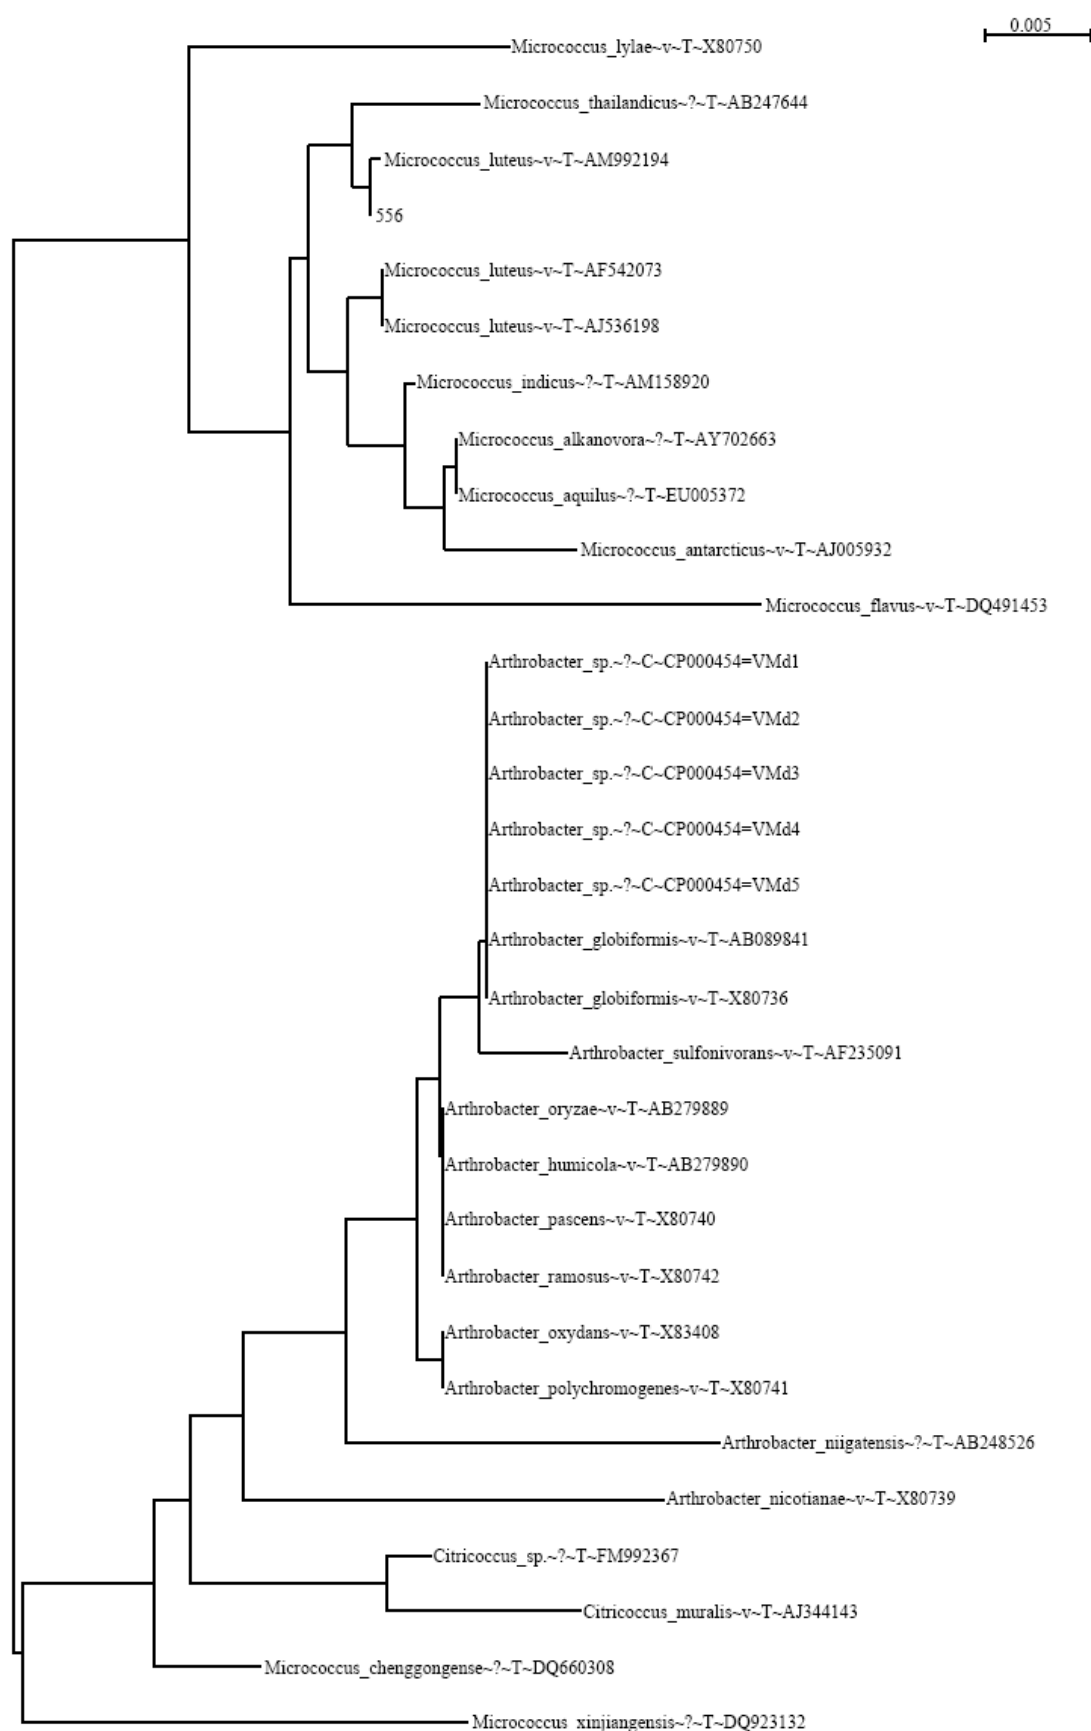 0.005
Micrococcus_lylae~v~T~X80750
Micrococcus_thailandicus~?~T~AB247644
Micrococcus_luteus~v~T~AM992194
556
Micrococcus_luteus~v~T~AF542073
Micrococcus_luteus~v~T~AJ536198
Micrococcus_indicus~?~T~AM158920
Micrococcus_alkanovora~?~T~AY702663
Micrococcus_aquilus~?~T~EU005372
Micrococcus_antarcticus~v~T~AJ005932
Micrococcus_flavus~v~T~DQ491453
Arthrobacter_sp.~?~C~CP000454=VMd1
Arthrobacter_sp.~?~C~CP000454=VMd2
Arthrobacter_sp.~?~C~CP000454=VMd3
Arthrobacter_sp.~?~C~CP000454=VMd4
Arthrobacter_sp.~?~C~CP000454=VMd5
Arthrobacter_globiformis~v~T~AB089841
Arthrobacter_globiformis~v~T~X80736
Arthrobacter_sulfonivorans~v~T~AF235091
Arthrobacter_oryzae~v~T~AB279889
Arthrobacter_humicola~v~T~AB279890
Arthrobacter_pascens~v~T~X80740
Arthrobacter_ramosus~v~T~X80742
Arthrobacter_oxydans~v~T~X83408
Arthrobacter_polychromogenes~v~T~X80741
Arthrobacter_niigatensis~?~T~AB248526
Arthrobacter_nicotianae~v~T~X80739
Citricoccus_sp.~?~T~FM992367
Citricoccus_muralis~v~T~AJ344143
Micrococcus_chenggongense~?~T~DQ660308
Micrococcus_xinjiangensis~?~T~DQ923132